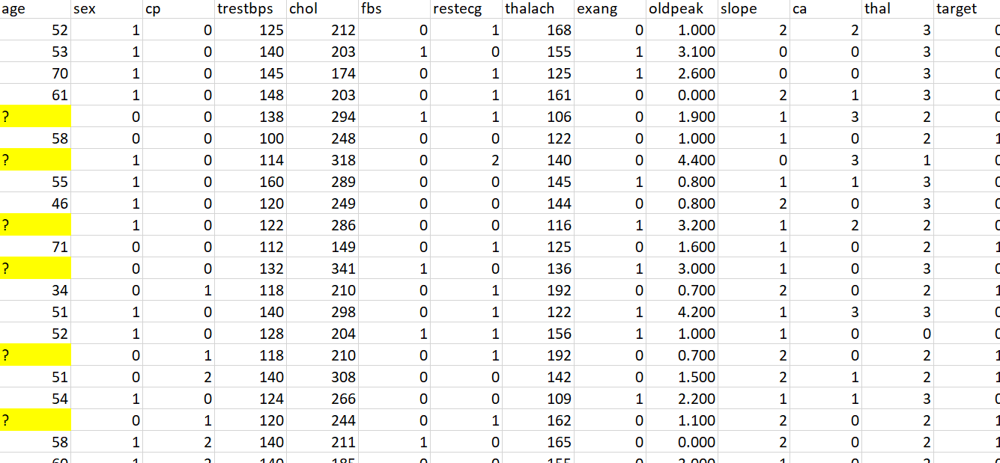 age sex cp trestbps chol fbs restecg thalach exang oldpeak slope ca thal target
52 1 0 125 212 0 1 168 0 1.000 2 2 3 0
53 1 0 140 203 1 0 155 1 3.100 0 0 3 0
70 1 0 145 174 0 1 125 1 2.600 0 0 3 0
61 1 0 148 203 0 1 161 0 0.000 2 1 3 0
? 0 0 138 294 1 1 106 0 1.900 1 3 2 0
58 0 0 100 248 0 0 122 0 1.000 1 0 2 1
? 1 0 114 318 0 2 140 0 4.400 0 3 1 0
55 1 0 160 289 0 0 145 1 0.800 1 1 3 0
46 1 0 120 249 0 0 144 0 0.800 2 0 3 0
? 1 0 122 286 0 0 116 1 3.200 1 2 2 0
71 0 0 112 149 0 1 125 0 1.600 1 0 2 1
? 0 0 132 341 1 0 136 1 3.000 1 0 3 0
34 0 1 118 210 0 1 192 0 0.700 2 0 2 1
51 1 0 140 298 0 1 122 1 4.200 1 3 3 0
52 1 0 128 204 1 1 156 1 1.000 1 0 0 0
? 0 1 118 210 0 1 192 0 0.700 2 0 2 1
51 0 2 140 308 0 0 142 0 1.500 2 1 2 1
54 1 0 124 266 0 0 109 1 2.200 1 1 3 0
? 0 1 120 244 0 1 162 0 1.100 2 0 2 1
58 1 2 140 211 1 0 165 0 0.000 2 0 2 1